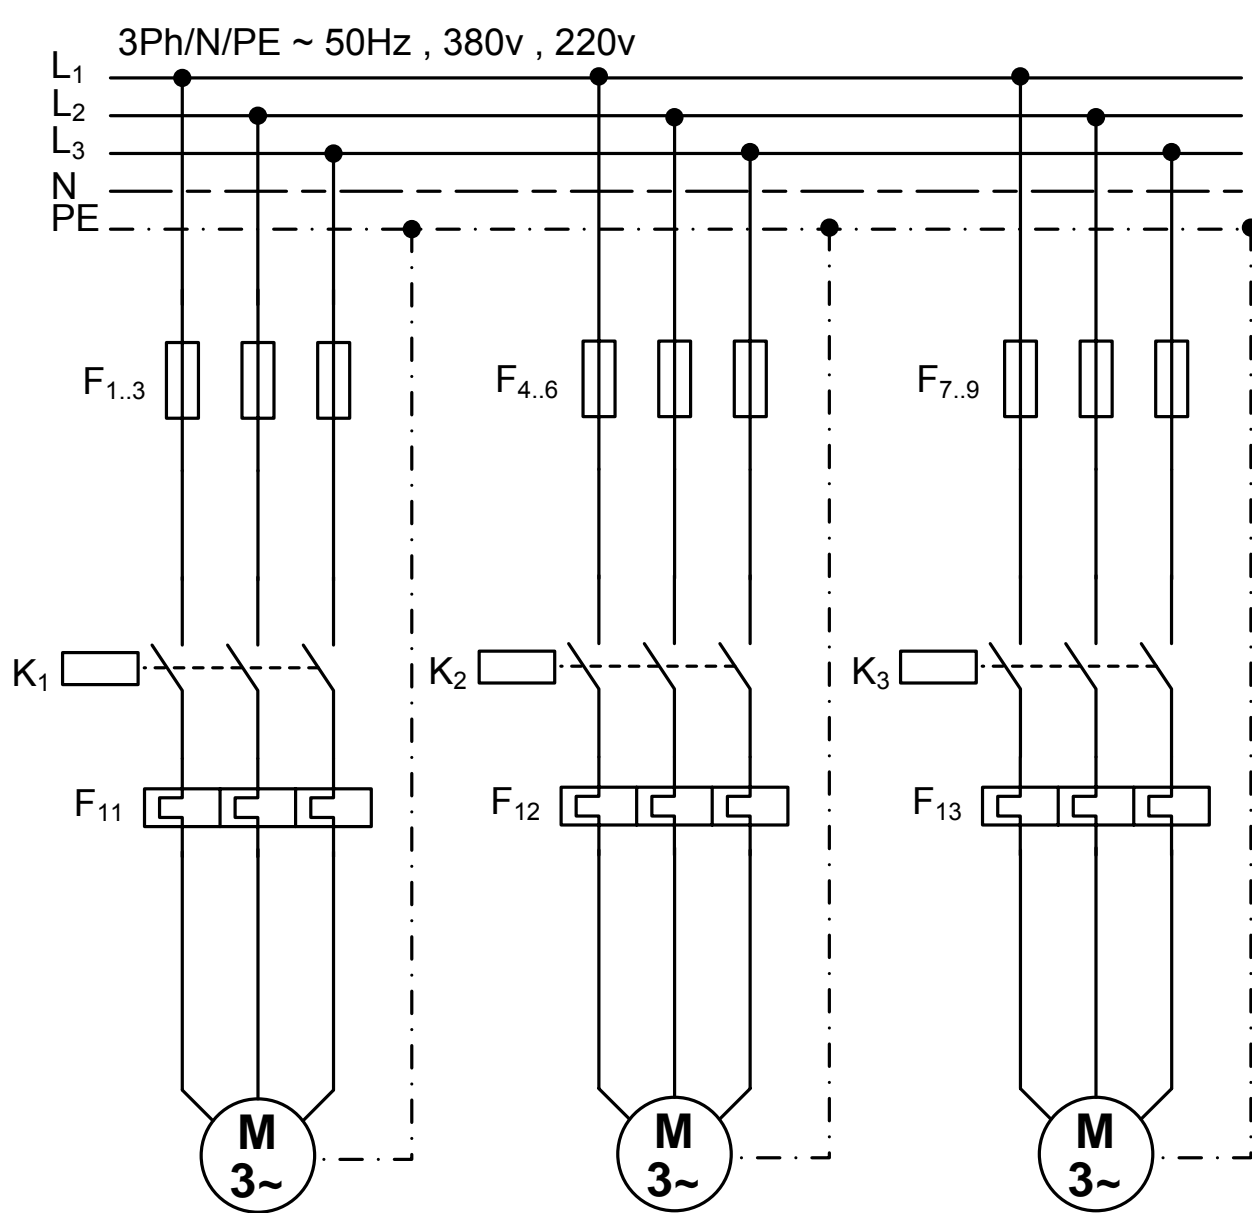 3Ph/N/PE ~ 50Hz , 380v , 220v
L1
L2
L3
N
PE
F1..3
F4..6
F7..9
K1
K2
K3
F11
F12
F13
M
3~
M
3~
M
3~